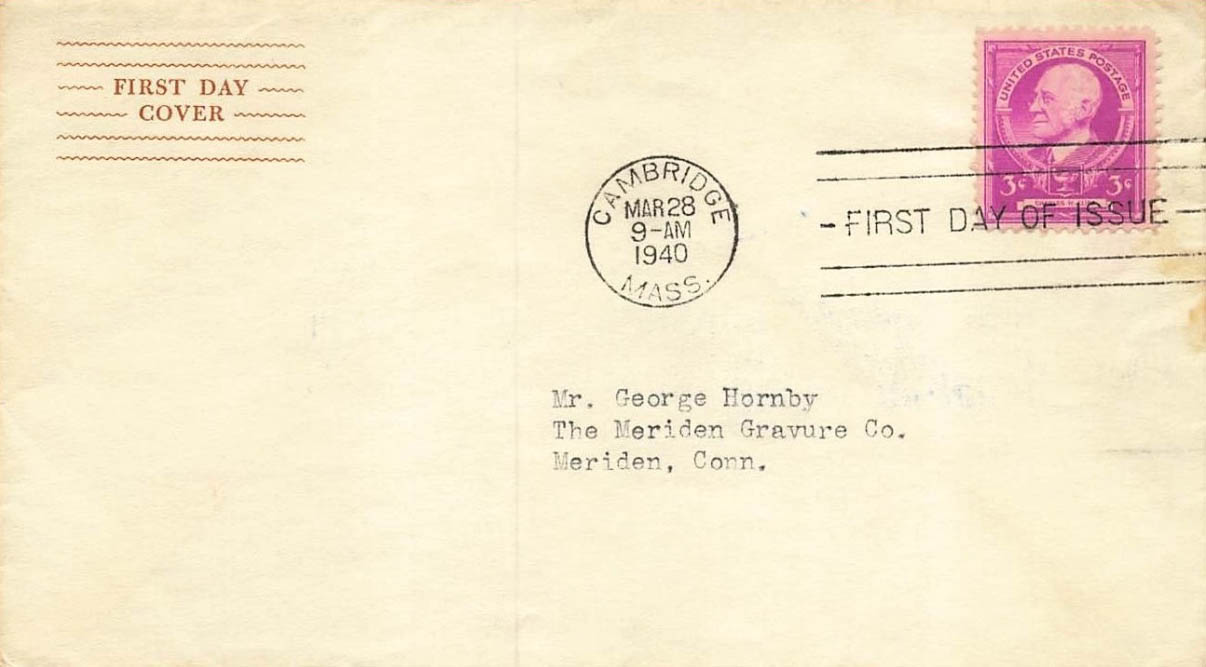 FIRST DAY
COVER
UNITED STATES POSTAGE
3¢ 3¢
CAMBRIDGE
MAR 28
9-AM
1940
MASS.
FIRST DAY OF ISSUE
Mr. George Hornby
The Meriden Gravure Co.
Meriden, Conn.